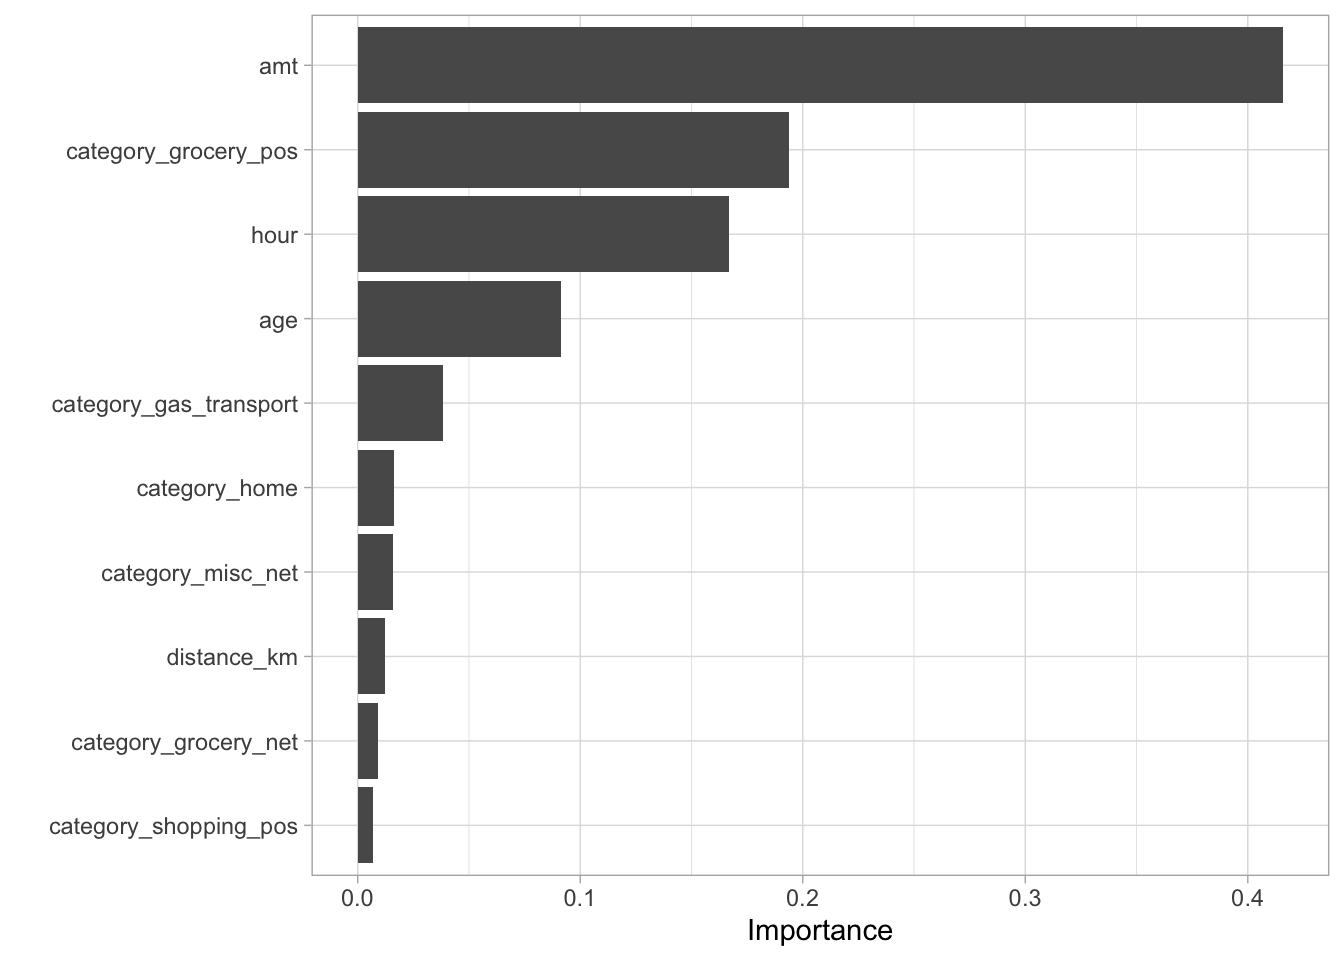 amt
category_grocery_pos
hour
age
category_gas_transport
category_home
category_misc_net
distance_km
category_grocery_net
category_shopping_pos
0.0 0.1 0.2 0.3 0.4
Importance